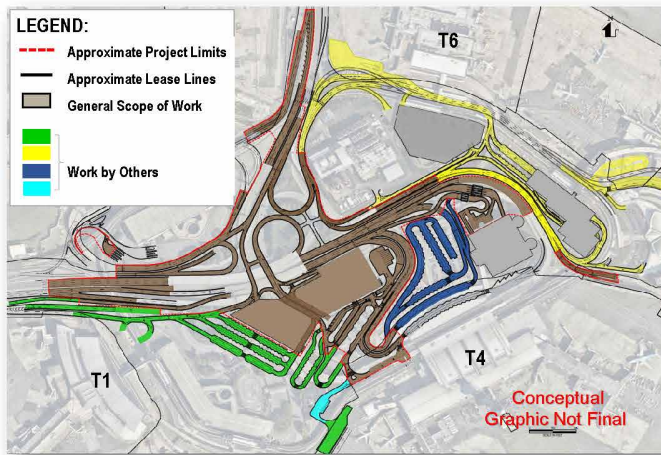 LEGEND:
Approximate Project Limits
Approximate Lease Lines
General Scope of Work
Work by Others
T6
T1
T4
Conceptual
Graphic Not Final